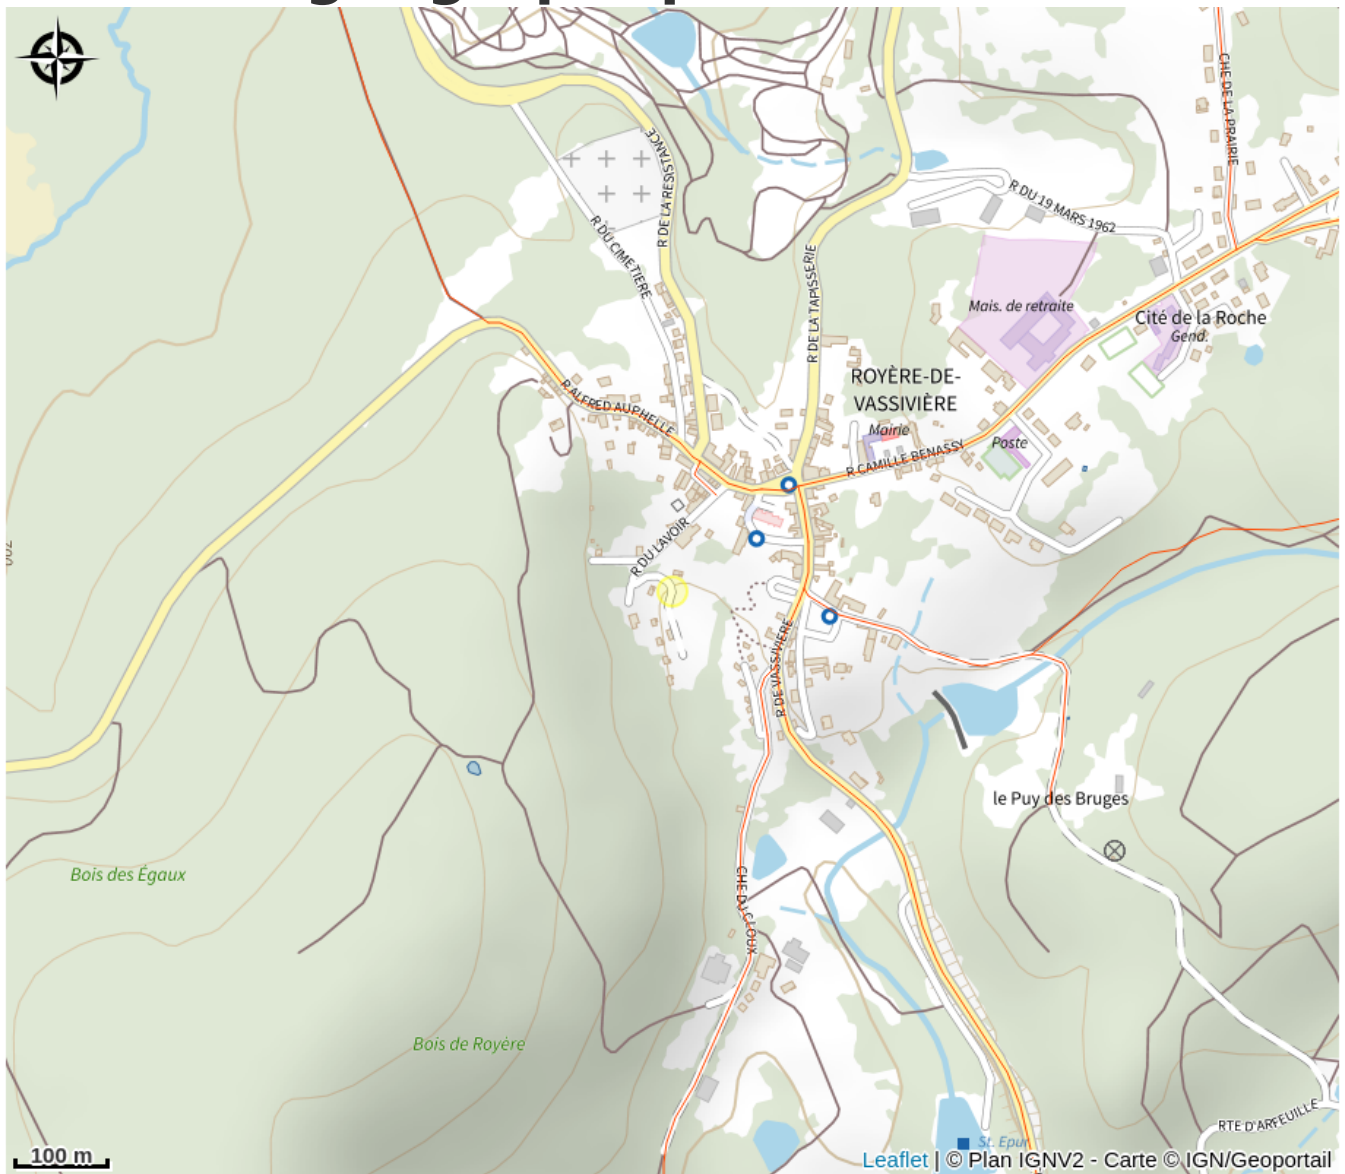 CHE DE LA PRAIRIE
R DE LA RESISTANCE
R DU 19 MARS 1962
R DU CIMETIERE
R DE LA TAPISSERIE
Mais. de retraite
Cité de la Roche
Gend.
ROYÈRE-DE-
VASSIVIÈRE
R ALFRED AUPHELLE
Mairie
Poste
R CAMILLE BENASSY
R DU LAVOIR
R DE VASSIVIERE
le Puy des Bruges
Bois des Égaux
CHE DU CLOUX
Bois de Royère
RTE D'ARFEUILLE
St. Epur
100 m
Leaflet | © Plan IGNV2 - Carte © IGN/Geoportail